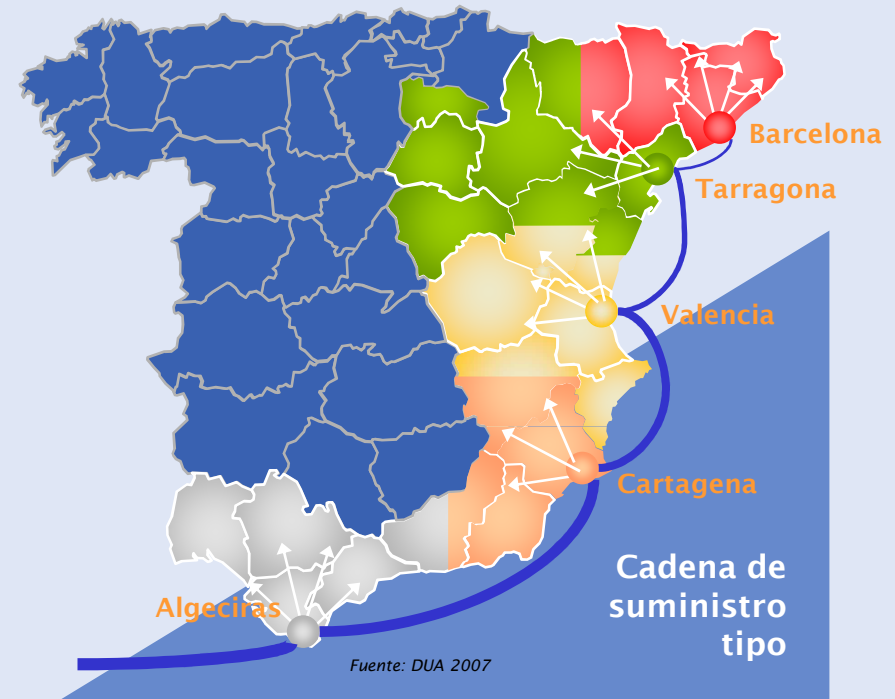 Barcelona
Tarragona
Valencia
Cartagena
Cadena de
suministro
tipo
Algeciras
Fuente: DUA 2007